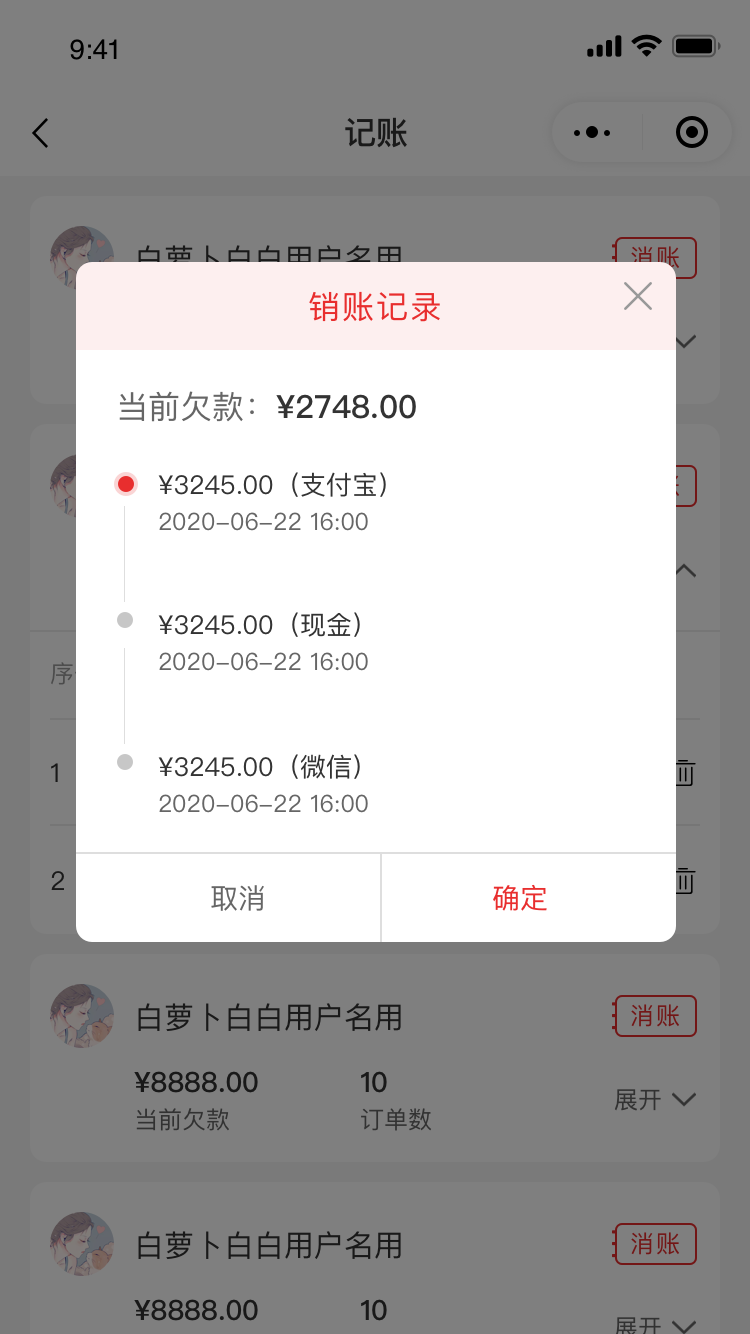 9:41
记账
白萝卜白白用户名用
消账
销账记录
当前欠款：¥2748.00
¥3245.00（支付宝）
2020-06-22 16:00
¥3245.00（现金）
2020-06-22 16:00
¥3245.00（微信）
2020-06-22 16:00
取消
确定
序
1
2
白萝卜白白用户名用
消账
¥8888.00
10
当前欠款
订单数
展开
白萝卜白白用户名用
消账
¥8888.00
10
展开